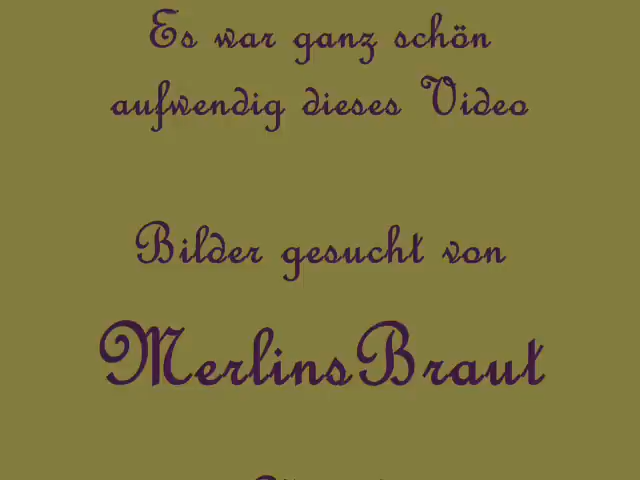 Es war ganz schön
aufwendig dieses Video
Bilder gesucht von
MerlinsBraut